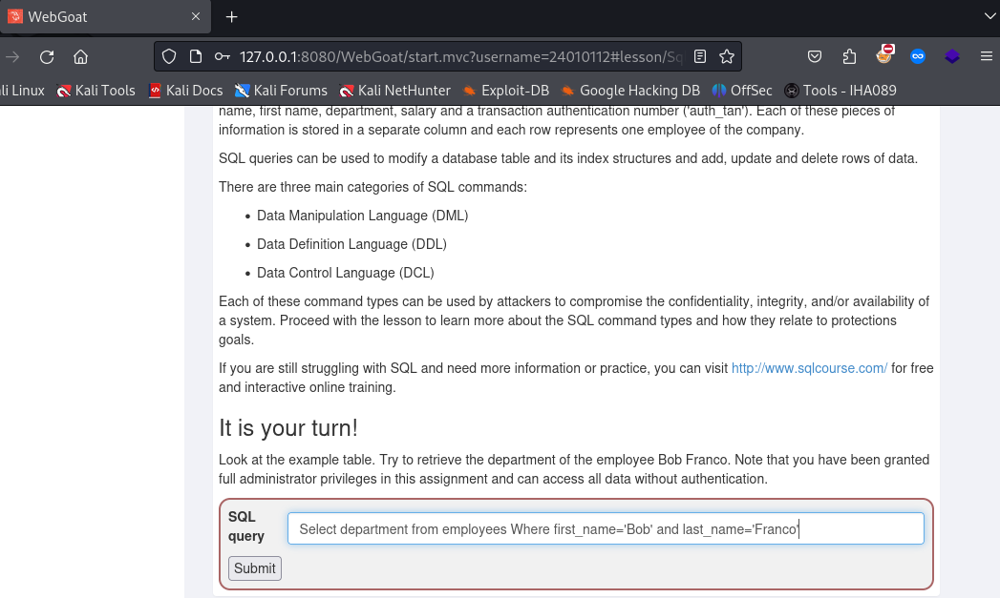 WebGoat
127.0.0.1:8080/WebGoat/start.mvc?username=24010112#lesson/Sq
li Linux Kali Tools Kali Docs Kali Forums Kali NetHunter Exploit-DB Google Hacking DB OffSec Tools - IHA089
name, first name, department, salary and a transaction authentication number ('auth_tan'). Each of these pieces of
information is stored in a separate column and each row represents one employee of the company.
SQL queries can be used to modify a database table and its index structures and add, update and delete rows of data.
There are three main categories of SQL commands:
• Data Manipulation Language (DML)
• Data Definition Language (DDL)
• Data Control Language (DCL)
Each of these command types can be used by attackers to compromise the confidentiality, integrity, and/or availability of
a system. Proceed with the lesson to learn more about the SQL command types and how they relate to protections
goals.
If you are still struggling with SQL and need more information or practice, you can visit http://www.sqlcourse.com/ for free
and interactive online training.
It is your turn!
Look at the example table. Try to retrieve the department of the employee Bob Franco. Note that you have been granted
full administrator privileges in this assignment and can access all data without authentication.
SQL
query
Select department from employees Where first_name='Bob' and last_name='Franco'
Submit